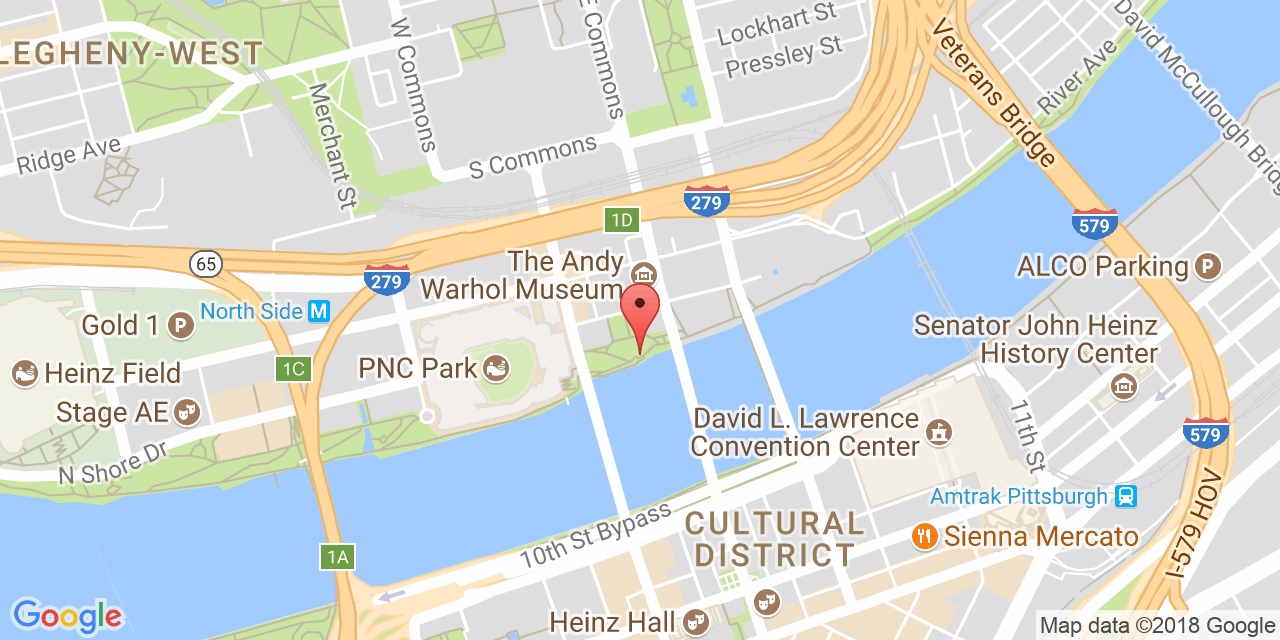 LEGHENY-WEST
W Commons
E Commons
Lockhart St
Pressley St
Veterans Bridge
River Ave
David McCullough Bridg
Merchant St
Ridge Ave
S Commons
279
1D
579
65
279
The Andy
Warhol Museum
ALCO Parking P
North Side M
Gold 1 P
Senator John Heinz
History Center
1C
PNC Park
Heinz Field
Stage AE
David L. Lawrence
Convention Center
11th St
579
N Shore Dr
Amtrak Pittsburgh
I-579 HOV
10th St Bypass
CULTURAL
DISTRICT
Sienna Mercato
1A
Heinz Hall
Google
Map data ©2018 Google